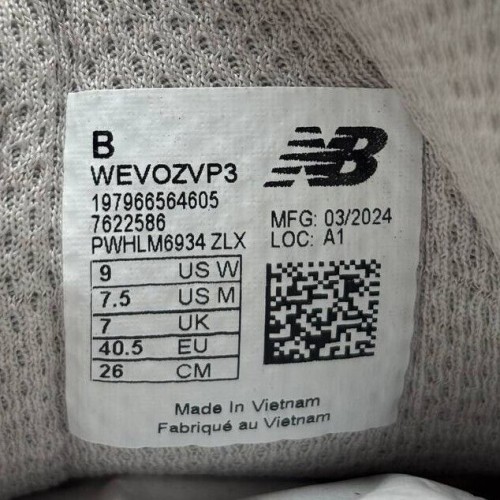 B
NB
WEVOZVP3
197966564605
7622586
PWHLM6934 ZLX
MFG: 03/2024
LOC: A1
9 US W
7.5 US M
7 UK
40.5 EU
26 CM
Made In Vietnam
Fabriqué au Vietnam